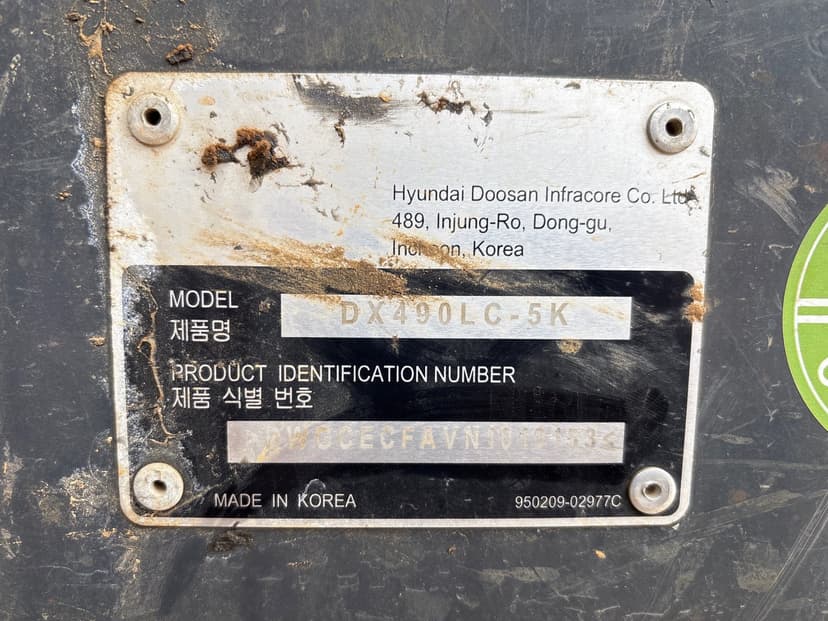 Hyundai Doosan Infracore Co. Ltd
489, Injung-Ro, Dong-gu,
Incheon, Korea
MODEL
DX490LC-5K
제품명
PRODUCT IDENTIFICATION NUMBER
제품 식별 번호
MADE IN KOREA
950209-02977C